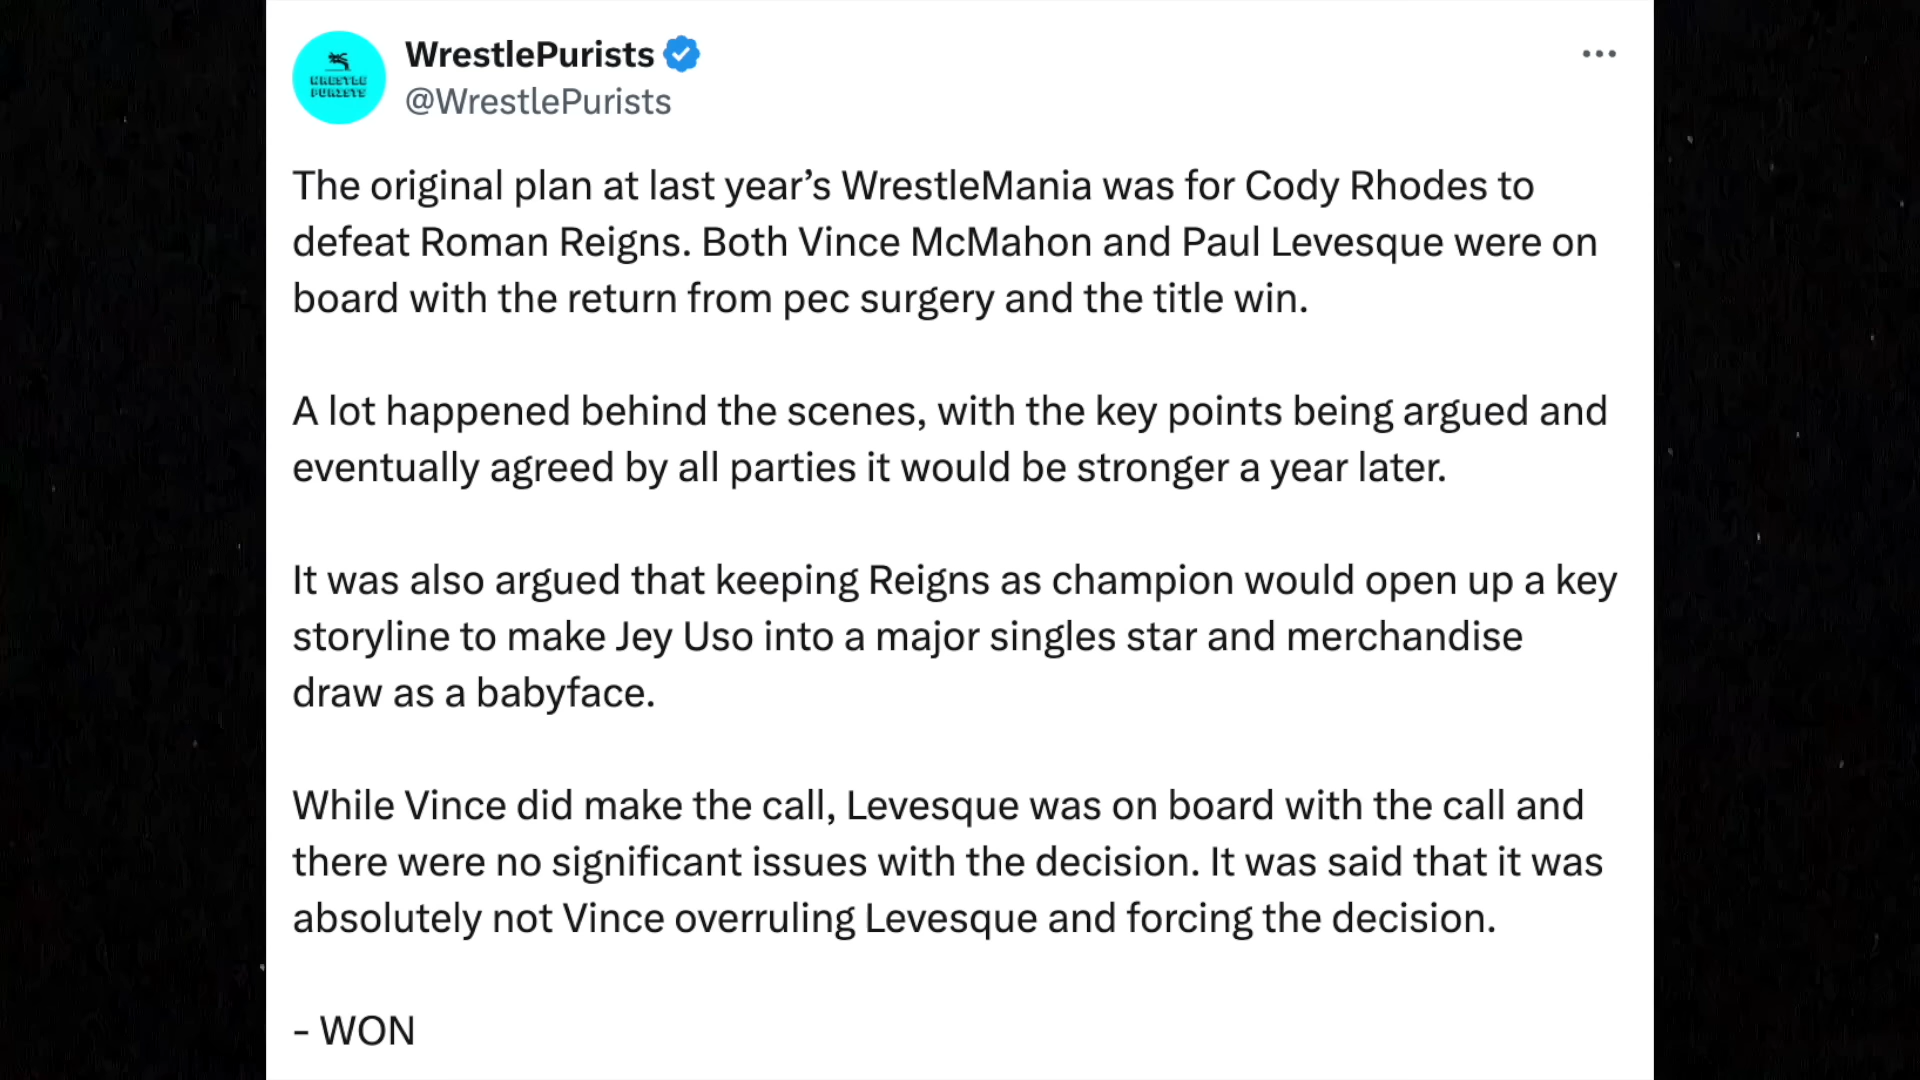 WrestlePurists
@WrestlePurists
WRESTLE
PURISTS
The original plan at last year’s WrestleMania was for Cody Rhodes to
defeat Roman Reigns. Both Vince McMahon and Paul Levesque were on
board with the return from pec surgery and the title win.
A lot happened behind the scenes, with the key points being argued and
eventually agreed by all parties it would be stronger a year later.
It was also argued that keeping Reigns as champion would open up a key
storyline to make Jey Uso into a major singles star and merchandise
draw as a babyface.
While Vince did make the call, Levesque was on board with the call and
there were no significant issues with the decision. It was said that it was
absolutely not Vince overruling Levesque and forcing the decision.
- WON